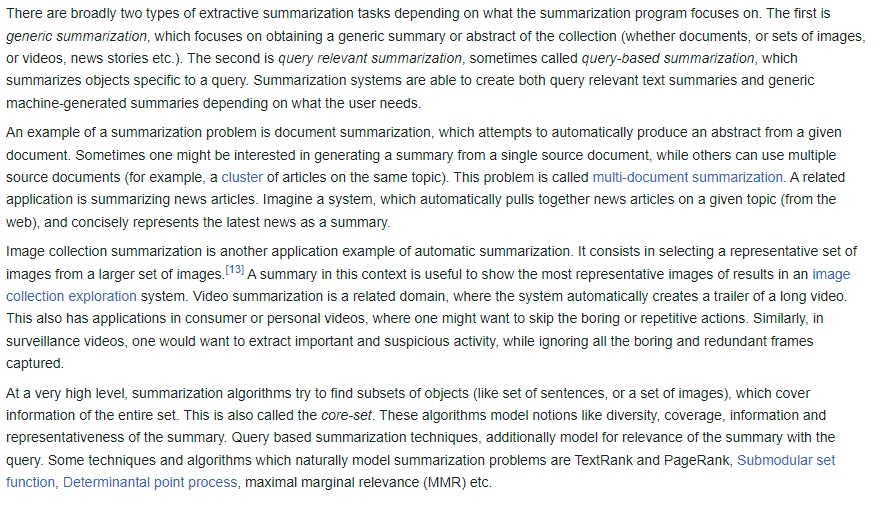 There are broadly two types of extractive summarization tasks depending on what the summarization program focuses on. The first is
generic summarization, which focuses on obtaining a generic summary or abstract of the collection (whether documents, or sets of images,
or videos, news stories etc.). The second is query relevant summarization, sometimes called query-based summarization, which
summarizes objects specific to a query. Summarization systems are able to create both query relevant text summaries and generic
machine-generated summaries depending on what the user needs.
An example of a summarization problem is document summarization, which attempts to automatically produce an abstract from a given
document. Sometimes one might be interested in generating a summary from a single source document, while others can use multiple
source documents (for example, a cluster of articles on the same topic). This problem is called multi-document summarization. A related
application is summarizing news articles. Imagine a system, which automatically pulls together news articles on a given topic (from the
web), and concisely represents the latest news as a summary.
Image collection summarization is another application example of automatic summarization. It consists in selecting a representative set of
images from a larger set of images.[13] A summary in this context is useful to show the most representative images of results in an image
collection exploration system. Video summarization is a related domain, where the system automatically creates a trailer of a long video.
This also has applications in consumer or personal videos, where one might want to skip the boring or repetitive actions. Similarly, in
surveillance videos, one would want to extract important and suspicious activity, while ignoring all the boring and redundant frames
captured.
At a very high level, summarization algorithms try to find subsets of objects (like set of sentences, or a set of images), which cover
information of the entire set. This is also called the core-set. These algorithms model notions like diversity, coverage, information and
representativeness of the summary. Query based summarization techniques, additionally model for relevance of the summary with the
query. Some techniques and algorithms which naturally model summarization problems are TextRank and PageRank, Submodular set
function, Determinantal point process, maximal marginal relevance (MMR) etc.